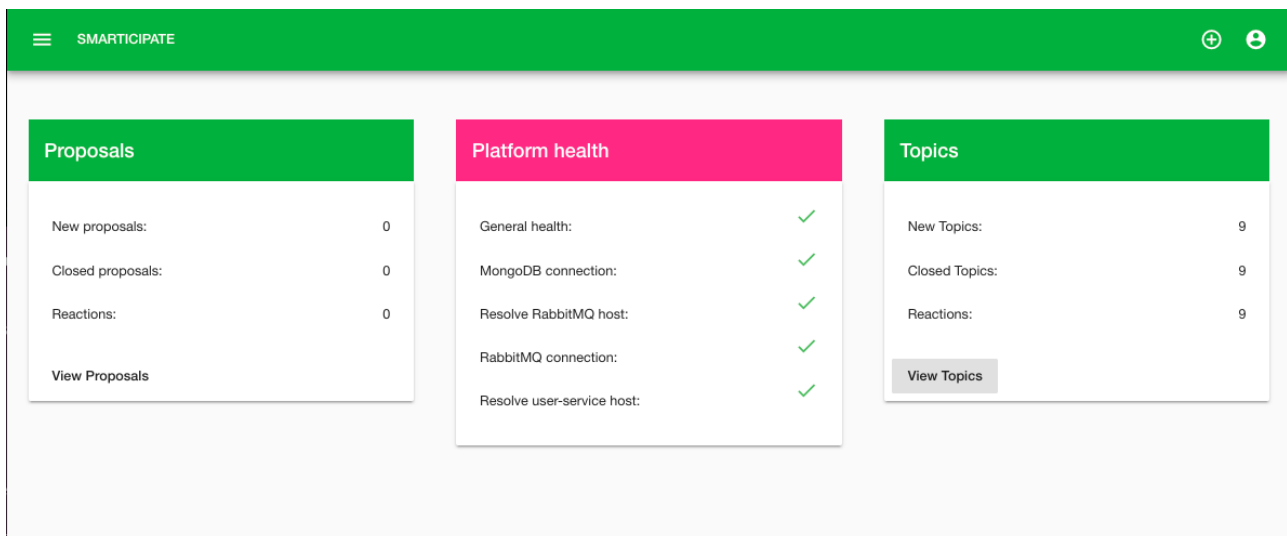 SMARTICIPATE
Proposals
New proposals: 0
Closed proposals: 0
Reactions: 0
View Proposals
Platform health
General health:
MongoDB connection:
Resolve RabbitMQ host:
RabbitMQ connection:
Resolve user-service host:
Topics
New Topics: 9
Closed Topics: 9
Reactions: 9
View Topics